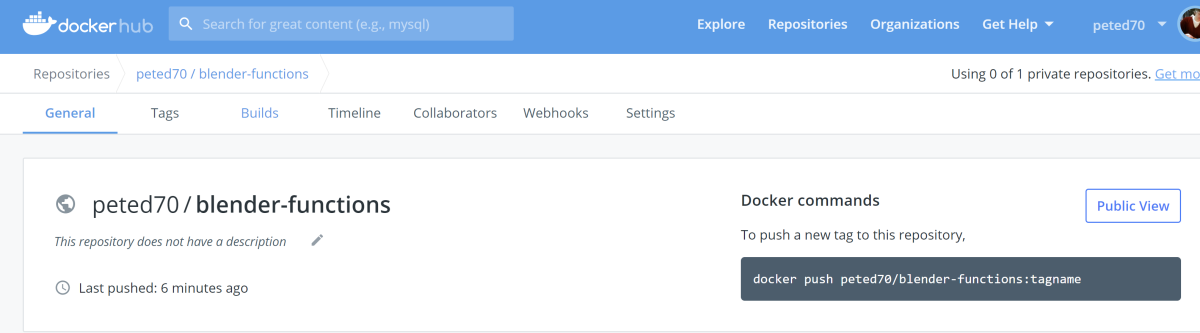 dockerhub Search for great content (e.g., mysql) Explore Repositories Organizations Get Help peted70
Repositories peted70 / blender-functions Using 0 of 1 private repositories. Get mo
General Tags Builds Timeline Collaborators Webhooks Settings
peted70 / blender-functions
This repository does not have a description
Last pushed: 6 minutes ago
Docker commands
Public View
To push a new tag to this repository,
docker push peted70/blender-functions:tagname